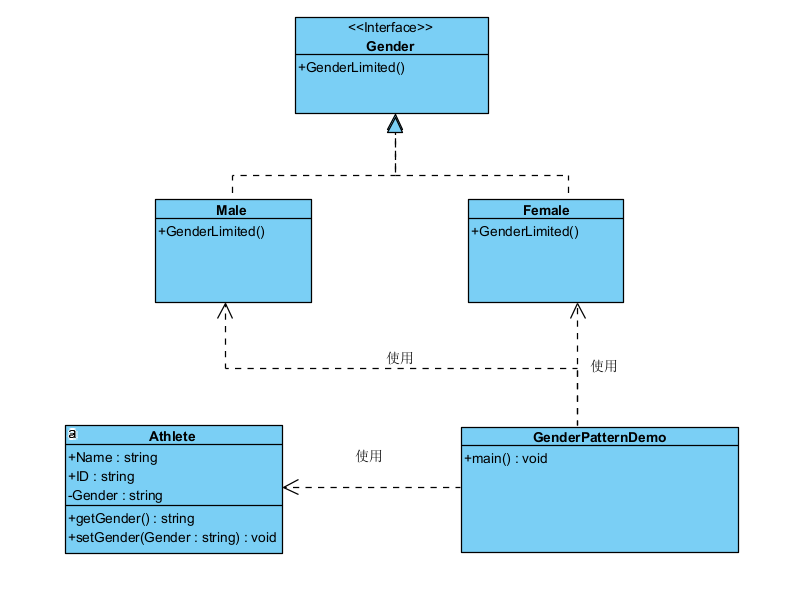 <<Interface>>
Gender
+GenderLimited()
Male
+GenderLimited()
Female
+GenderLimited()
使用
使用
a
Athlete
+Name : string
+ID : string
-Gender : string
+getGender() : string
+setGender(Gender : string) : void
使用
GenderPatternDemo
+main() : void